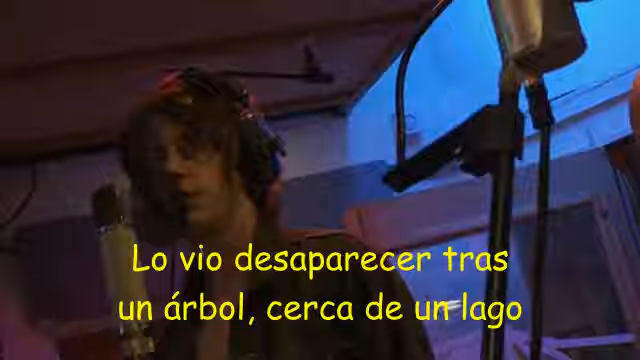 Lo vio desaparecer tras
un árbol, cerca de un lago